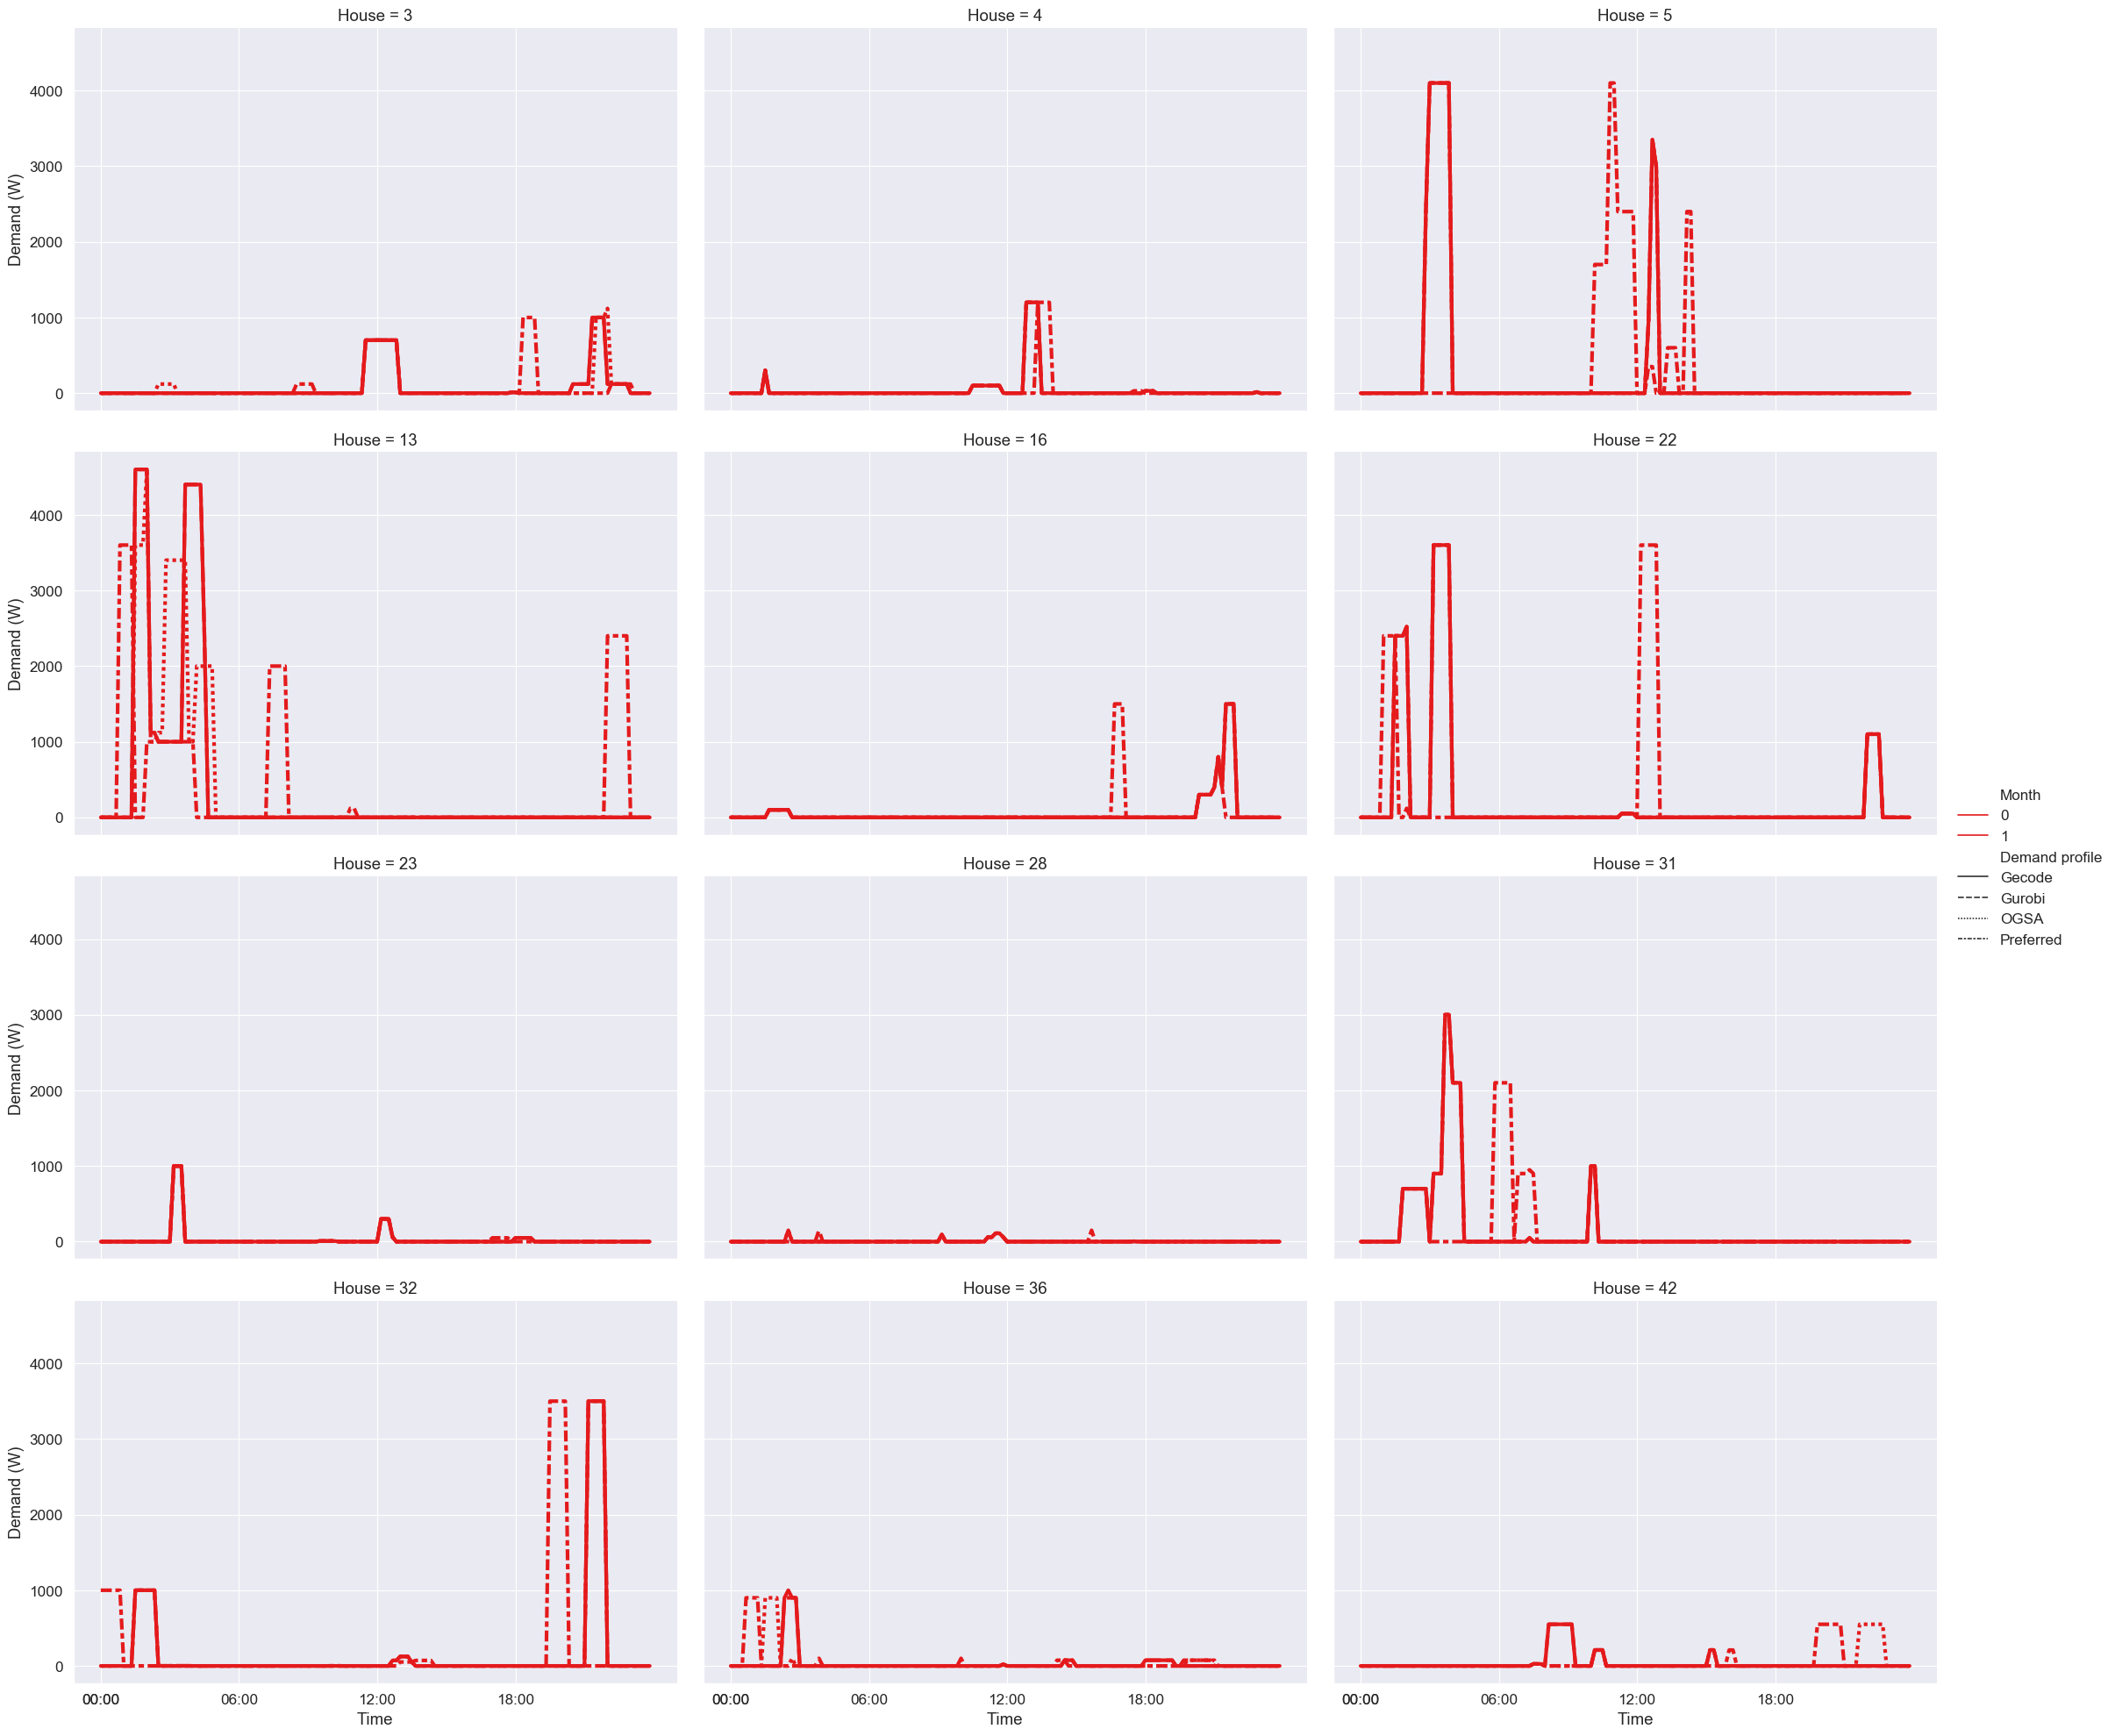 House = 3
House = 4
House = 5
4000
3000
2000
1000
0
Demand (W)
House = 13
House = 16
House = 22
4000
3000
2000
1000
0
Demand (W)
Month
0
1
Demand profile
Gecode
Gurobi
OGSA
Preferred
House = 23
House = 28
House = 31
4000
3000
2000
1000
0
Demand (W)
House = 32
House = 36
House = 42
4000
3000
2000
1000
0
Demand (W)
00:00 06:00 12:00 18:00
00:00 06:00 12:00 18:00
00:00 06:00 12:00 18:00
Time
Time
Time